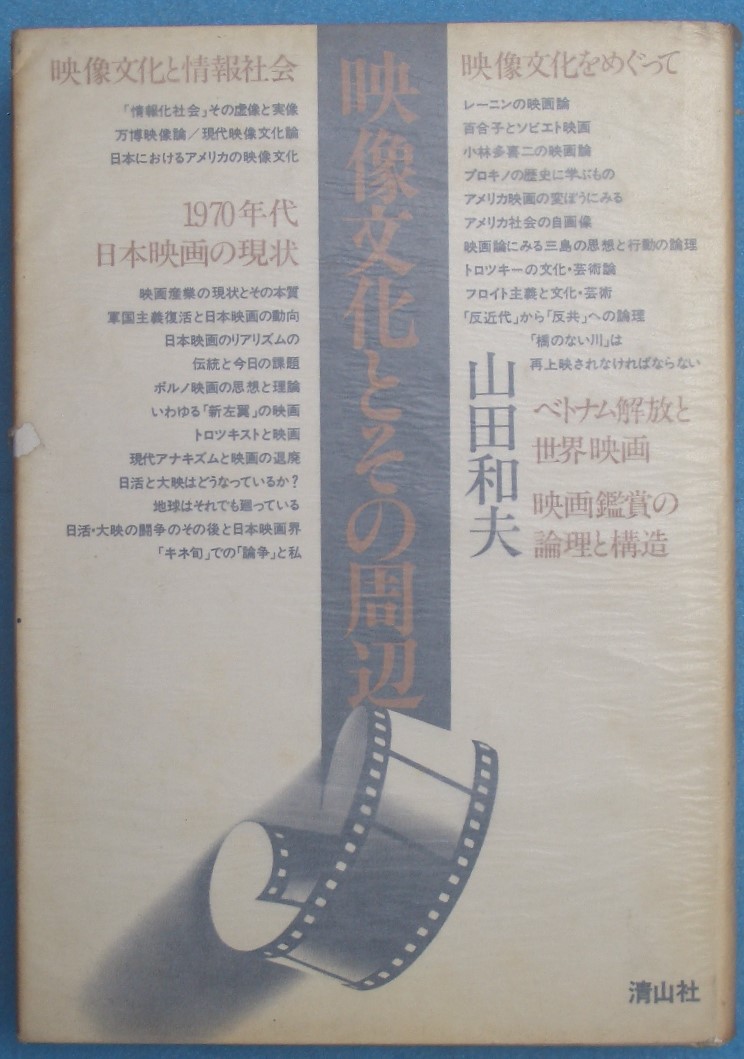 映像文化とその周辺
山田和夫
映像文化をめぐって
レーニンの映画論
百合子とソビエト映画
小林多喜二の映画論
プロキノの歴史に学ぶもの
アメリカ映画の変ぼうにみる
アメリカ社会の自画像
映画論にみる三島の思想と行動の論理
トロツキーの文化・芸術論
フロイト主義と文化・芸術
「反近代」から「反共」への論理
「橋のない川」は
再上映されなければならない
ベトナム解放と
世界映画
映画鑑賞の
論理と構造
映像文化と情報社会
「情報化社会」その虚像と実像
万博映像論／現代映像文化論
日本におけるアメリカの映像文化
1970年代
日本映画の現状
映画産業の現状とその本質
軍国主義復活と日本映画の動向
日本映画のリアリズムの
伝統と今日の課題
ポルノ映画の思想と理論
いわゆる「新左翼」の映画
トロツキストと映画
現代アナキズムと映画の退廃
日活と大映はどうなっているか？
地球はそれでも廻っている
日活・大映の闘争のその後と日本映画界
「キネ旬」での「論争」と私
清山社